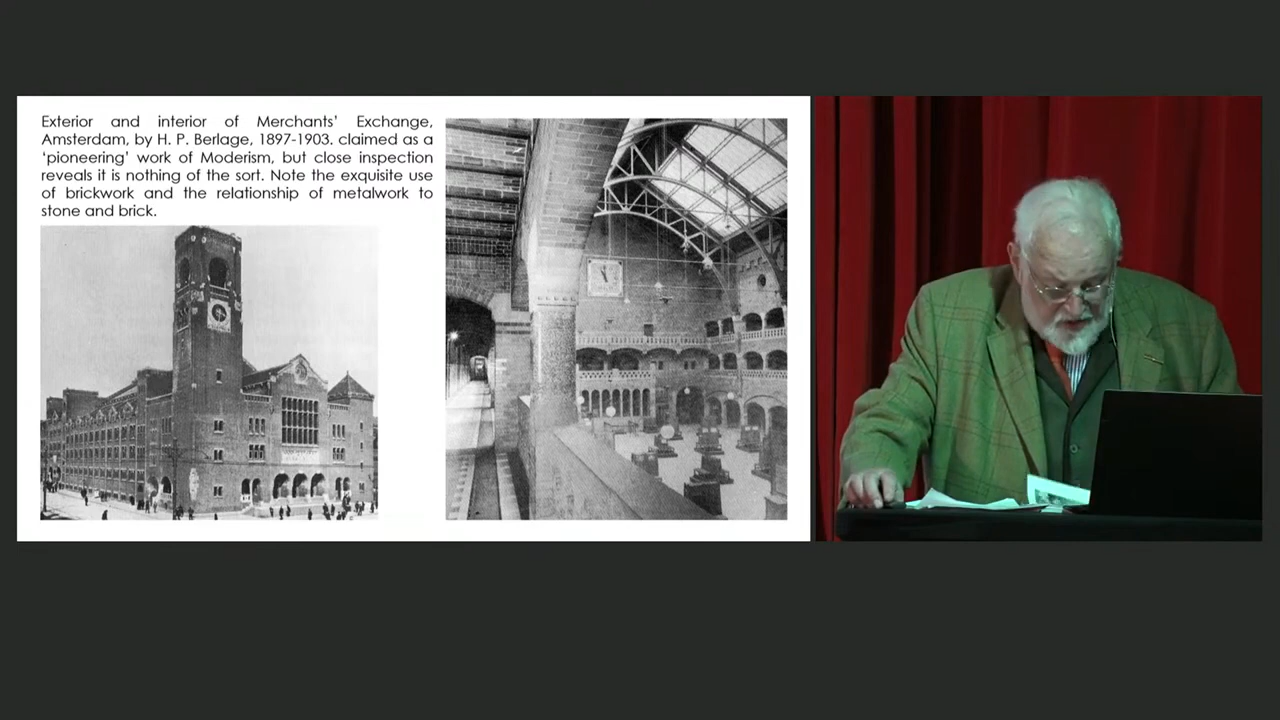 Exterior and interior of Merchants' Exchange,
Amsterdam, by H. P. Berlage, 1897-1903. claimed as a
'pioneering' work of Moderism, but close inspection
reveals it is nothing of the sort. Note the exquisite use
of brickwork and the relationship of metalwork to
stone and brick.